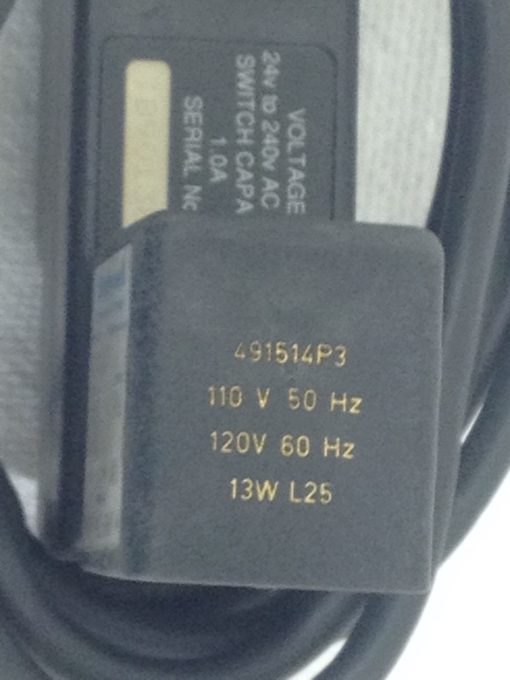 VOLTAGE
24v to 240v AC
SWITCH CAPA
1.0A
SERIAL No
491514P3
110 V 50 Hz
120V 60 Hz
13W L25